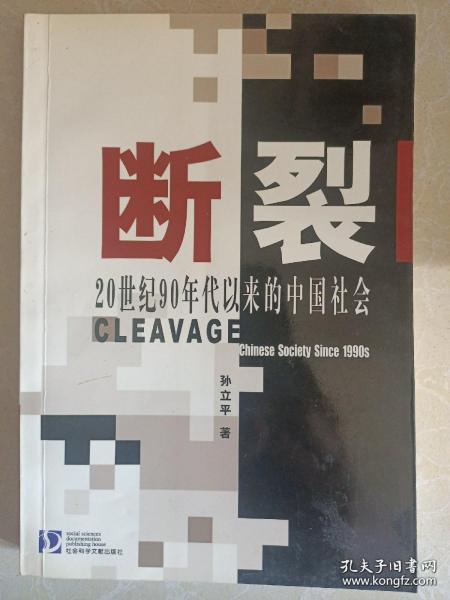 断裂
20世纪90年代以来的中国社会
CLEAVAGE
Chinese Society Since 1990s
孙立平 著
social sciences
documentation
publishing house
社会科学文献出版社
孔夫子旧书网
www.kongfz.com